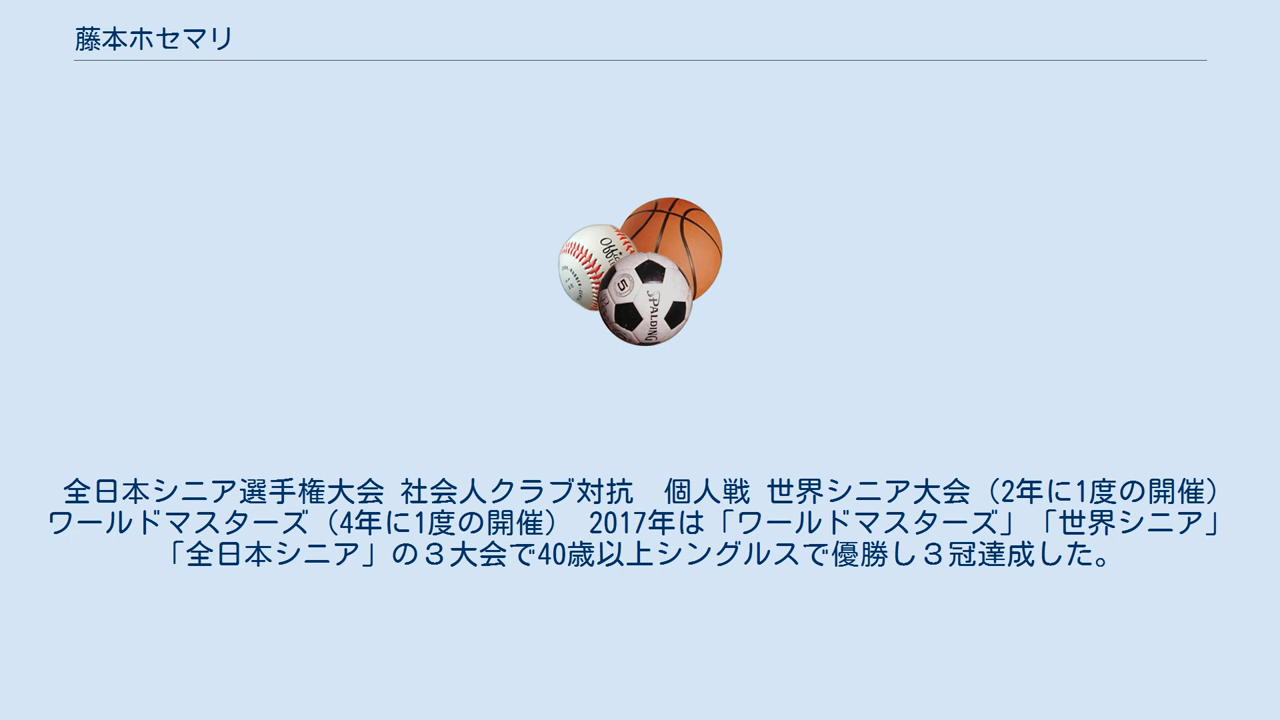 藤本ホセマリ
SPALDING
5
全日本シニア選手権大会 社会人クラブ対抗　個人戦 世界シニア大会（2年に1度の開催）
ワールドマスターズ（4年に1度の開催） 2017年は「ワールドマスターズ」「世界シニア」
「全日本シニア」の３大会で40歳以上シングルスで優勝し３冠達成した。